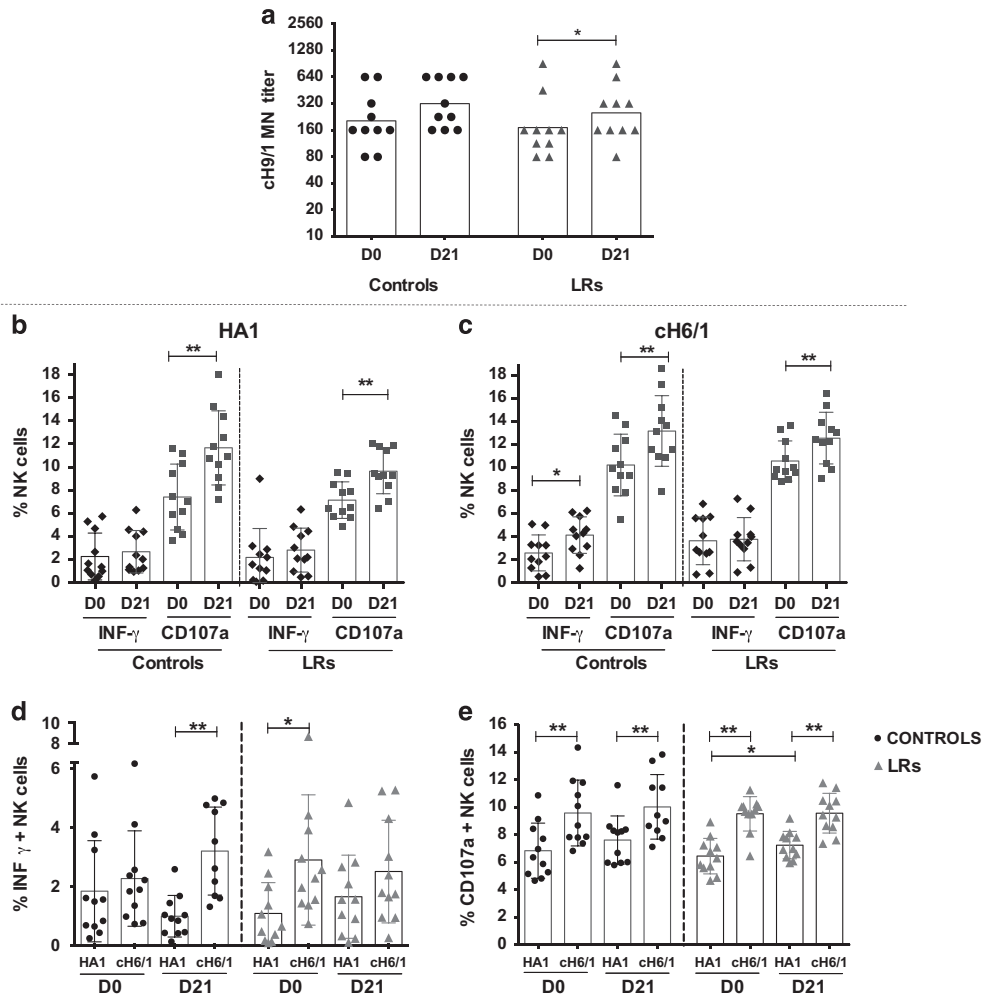 a
cH9/1 MN titer
2560
1280
640
320
160
80
40
20
10
*
D0 D21 D0 D21
Controls LRs
b
HA1
% NK cells
18
16
14
12
10
8
6
4
2
0
** **
D0 D21 D0 D21 D0 D21 D0 D21
INF-γ CD107a INF-γ CD107a
Controls LRs
c
cH6/1
% NK cells
18
16
14
12
10
8
6
4
2
0
* ** **
D0 D21 D0 D21 D0 D21 D0 D21
INF-γ CD107a INF-γ CD107a
Controls LRs
d
% INF γ + NK cells
10
8
6
4
2
0
** *
HA1 cH6/1 HA1 cH6/1 HA1 cH6/1 HA1 cH6/1
D0 D21 D0 D21
e
% CD107a + NK cells
16
14
12
10
8
6
4
2
0
** ** ** **
*
HA1 cH6/1 HA1 cH6/1 HA1 cH6/1 HA1 cH6/1
D0 D21 D0 D21
CONTROLS
LRs